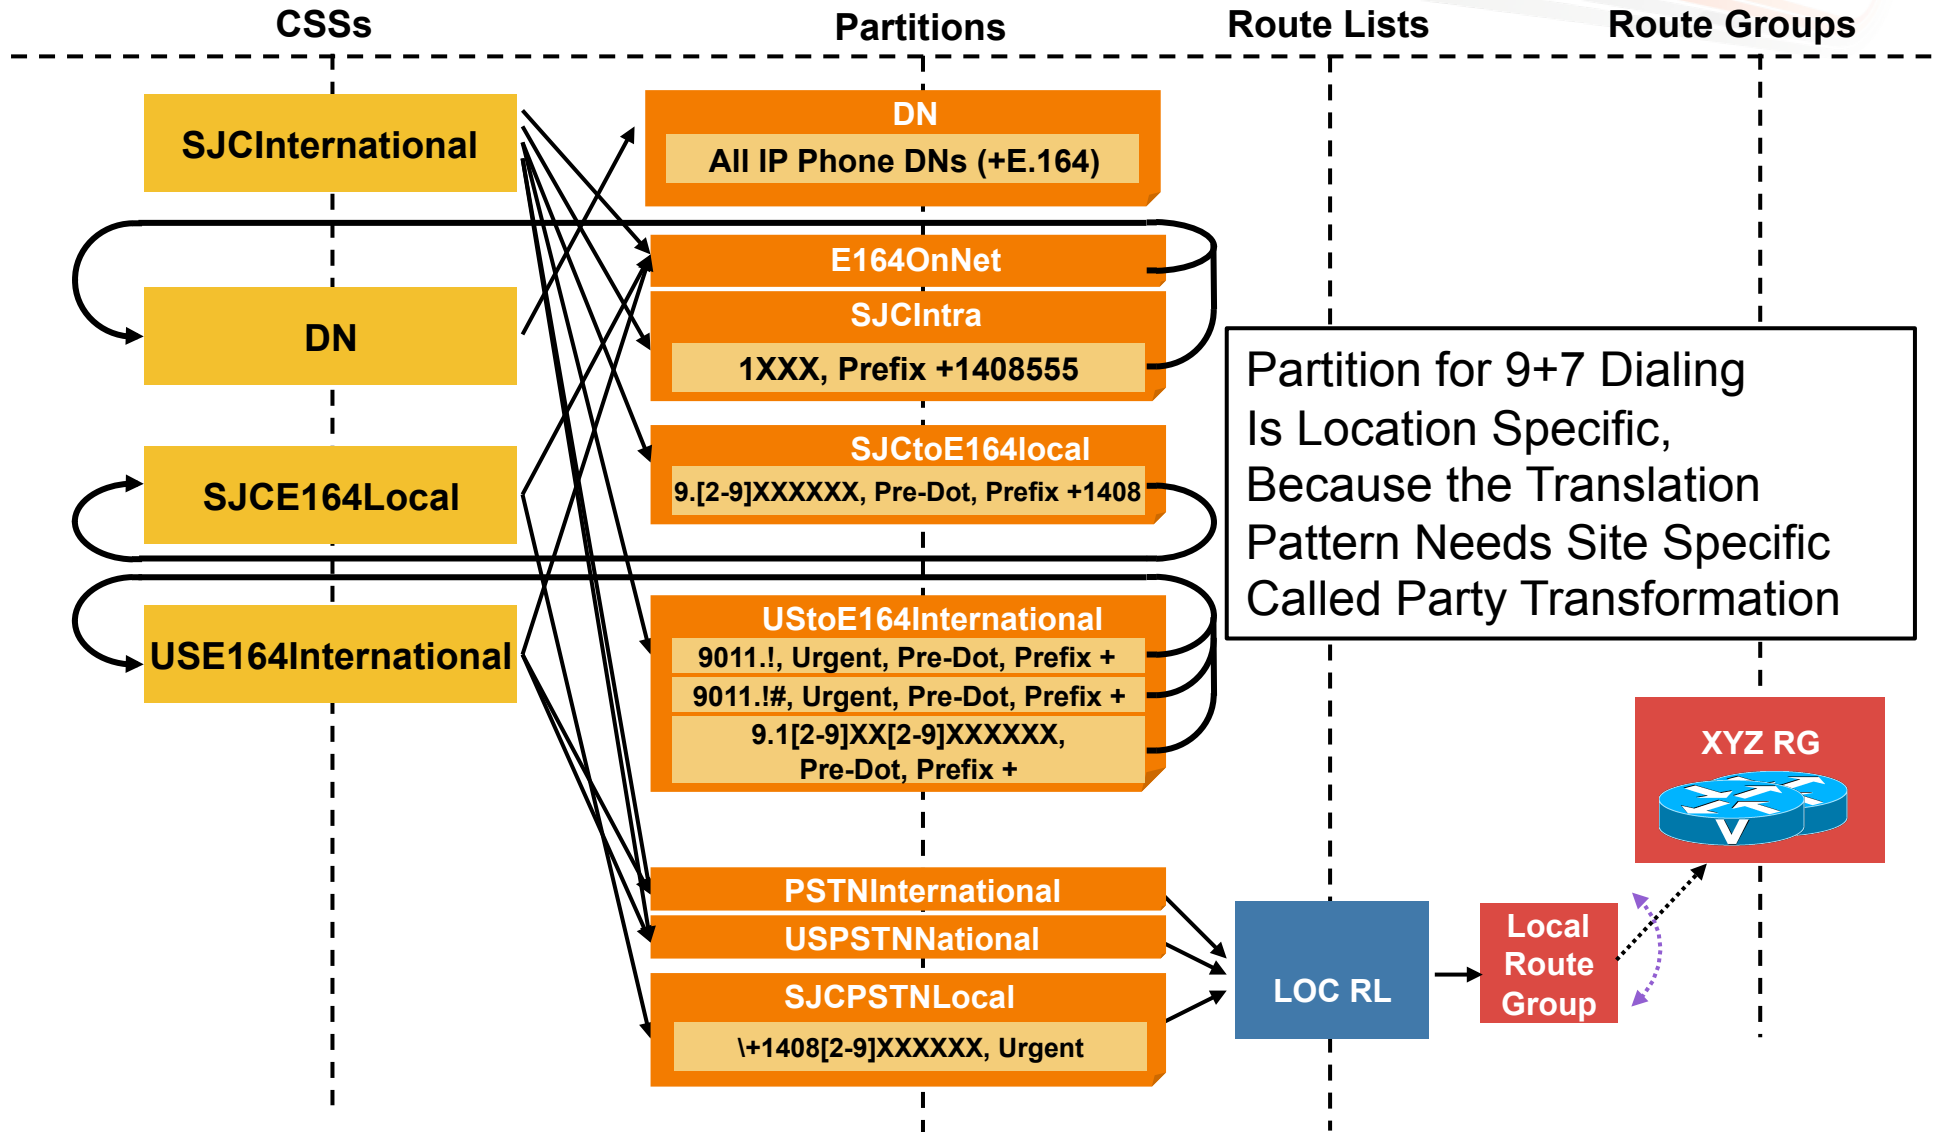 CSSs
Partitions
Route Lists
Route Groups
SJCInternational
DN
SJCE164Local
USE164International
DN
All IP Phone DNs (+E.164)
E164OnNet
SJCIntra
1XXX, Prefix +1408555
SJCtoE164local
9.[2-9]XXXXXX, Pre-Dot, Prefix +1408
UStoE164International
9011.!, Urgent, Pre-Dot, Prefix +
9011.!#, Urgent, Pre-Dot, Prefix +
9.1[2-9]XX[2-9]XXXXXX,
Pre-Dot, Prefix +
PSTNInternational
USPSTNNational
SJCPSTNLocal
\+1408[2-9]XXXXXX, Urgent
Partition for 9+7 Dialing
Is Location Specific,
Because the Translation
Pattern Needs Site Specific
Called Party Transformation
LOC RL
Local
Route
Group
XYZ RG
V